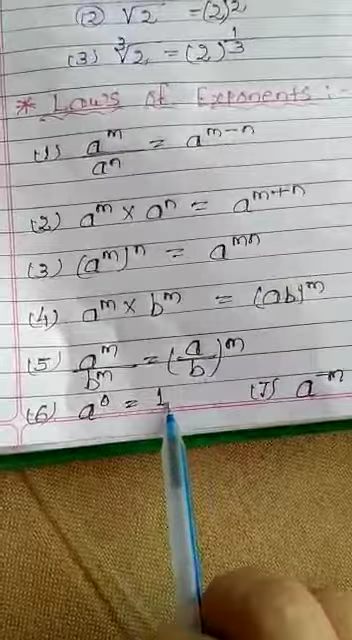 (2) √2 = (2)^½
(3) ∛2 = (2)^⅓
* Laws of Exponents :-
(1) a^m / a^n = a^(m-n)
(2) a^m × a^n = a^(m+n)
(3) (a^m)^n = a^(mn)
(4) a^m × b^m = (ab)^m
(5) a^m / b^m = (a/b)^m
(6) a^0 = 1, (7) a^-m